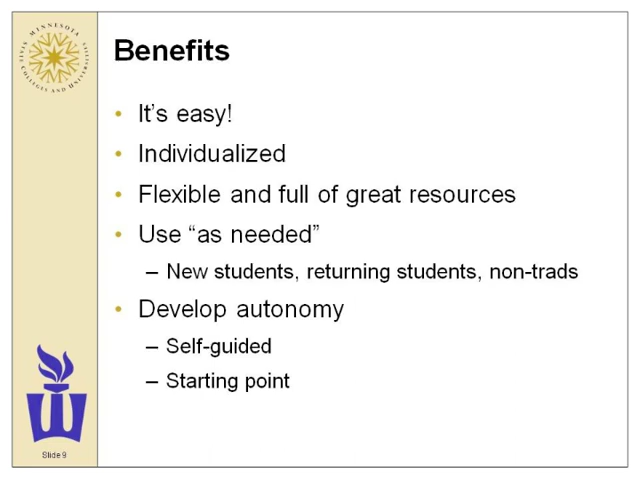 MINNESOTA
STATE COLLEGES AND UNIVERSITIES
Benefits
• It's easy!
• Individualized
• Flexible and full of great resources
• Use “as needed”
– New students, returning students, non-trads
• Develop autonomy
– Self-guided
– Starting point
W
Slide 9